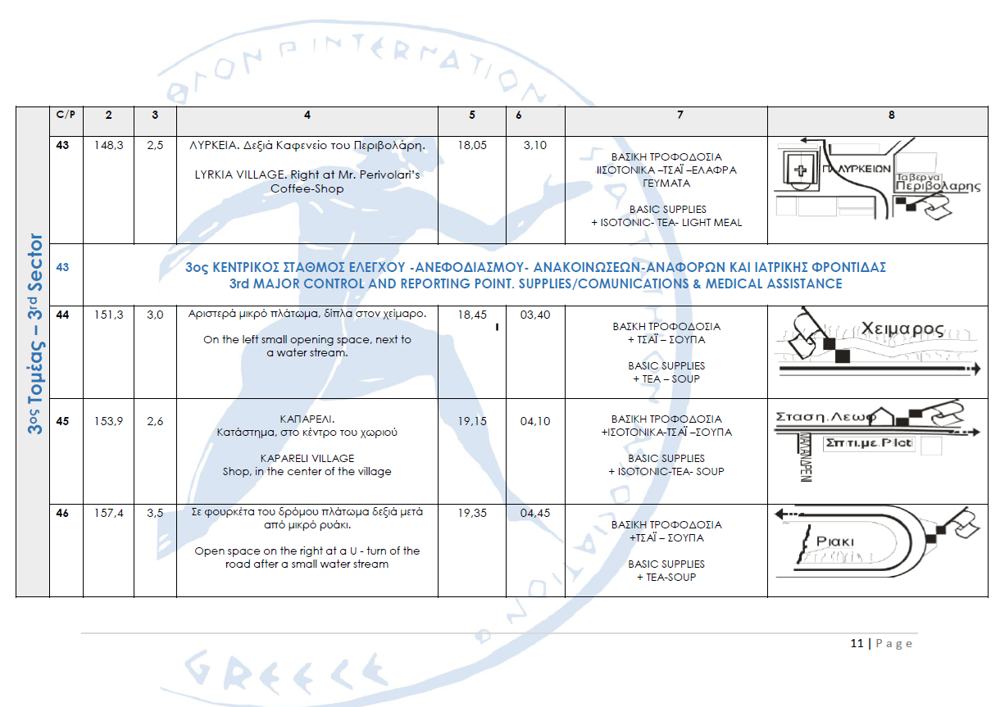 ΘΛΟΝ INTERNATION
SPARTATHLON ASSOCIATION
GREECE
3ος Τομέας – 3rd Sector
C/P 2 3 4 5 6 7 8
43 148,3 2,5 ΛΥΡΚΕΙΑ. Δεξιά Καφενείο του Περιβολάρη. 18,05 3,10
LYRKIA VILLAGE. Right at Mr. Perivolari's
Coffee-Shop
ΒΑΣΙΚΗ ΤΡΟΦΟΔΟΣΙΑ
ΙΙΣΟΤΟΝΙΚΑ –ΤΣΑΪ –ΕΛΑΦΡΑ
ΓΕΥΜΑΤΑ
BASIC SUPPLIES
+ ISOTONIC- TEA- LIGHT MEAL
ΠΛ ΛΥΡΚΕΙΩΝ
Ταβερνα
Περιβολαρης
43 3ος ΚΕΝΤΡΙΚΟΣ ΣΤΑΘΜΟΣ ΕΛΕΓΧΟΥ -ΑΝΕΦΟΔΙΑΣΜΟΥ- ΑΝΑΚΟΙΝΩΣΕΩΝ-ΑΝΑΦΟΡΩΝ ΚΑΙ ΙΑΤΡΙΚΗΣ ΦΡΟΝΤΙΔΑΣ
3rd MAJOR CONTROL AND REPORTING POINT. SUPPLIES/COMUNICATIONS & MEDICAL ASSISTANCE
44 151,3 3,0 Αριστερά μικρό πλάτωμα, δίπλα στον χείμαρο. 18,45 03,40
On the left small opening space, next to
a water stream.
ΒΑΣΚΗ ΤΡΟΦΟΔΟΣΙΑ
+ ΤΣΑΪ – ΣΟΥΠΑ
BASIC SUPPLIES
+ TEA – SOUP
Χειμαρος
45 153,9 2,6 ΚΑΠΑΡΕΛΙ. 19,15 04,10
Κατάστημα, στο κέντρο του χωριού
KAPARELI VILLAGE
Shop, in the center of the village
ΒΑΣΙΚΗ ΤΡΟΦΟΔΟΣΙΑ
+ΙΣΟΤΟΝΙΚΑ-ΤΣΑΪ –ΣΟΥΠΑ
BASIC SUPPLIES
+ ISOTONIC-TEA- SOUP
Σταση.Λεωφ
Σπιτι.με.Pilot
ΜΑΛΑΝΔΡΕΝ
46 157,4 3,5 Σε φουρκέτα του δρόμου πλάτωμα δεξιά μετά 19,35 04,45
από μικρό ρυάκι.
Open space on the right at a U - turn of the
road after a small water stream
ΒΑΣΙΚΗ ΤΡΟΦΟΔΟΣΙΑ
+ΤΣΑΪ – ΣΟΥΠΑ
BASIC SUPPLIES
+ TEA-SOUP
Ριακι
11 | Page